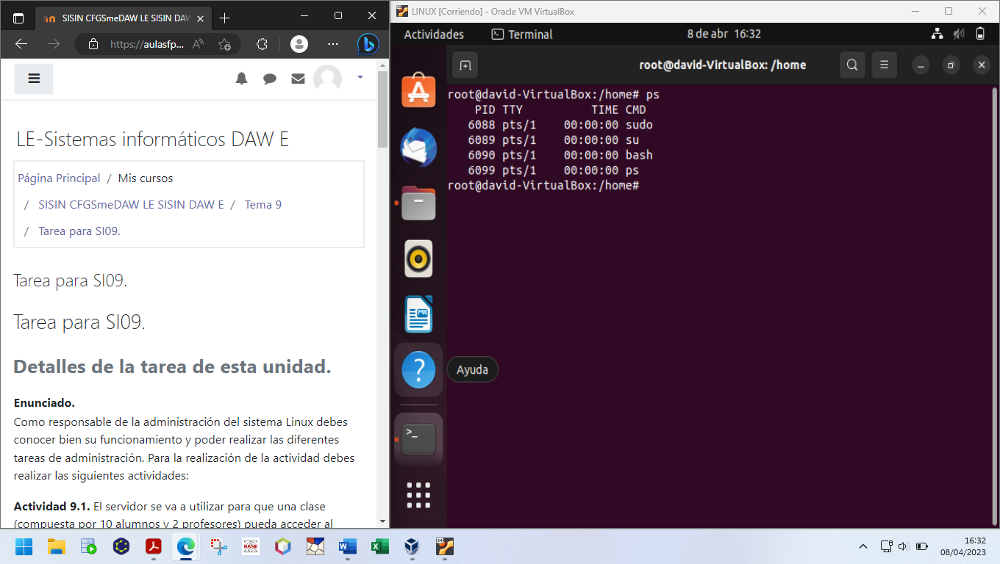 SISIN CFGSmeDAW LE SISIN DAW
https://aulasfp...
LE-Sistemas informáticos DAW E
Página Principal / Mis cursos
/ SISIN CFGSmeDAW LE SISIN DAW E / Tema 9
/ Tarea para SI09.
Tarea para SI09.
Tarea para SI09.
Detalles de la tarea de esta unidad.
Enunciado.
Como responsable de la administración del sistema Linux debes
conocer bien su funcionamiento y poder realizar las diferentes
tareas de administración. Para la realización de la actividad debes
realizar las siguientes actividades:
Actividad 9.1. El servidor se va a utilizar para que una clase
(compuesta por 10 alumnos y 2 profesores) pueda acceder al
LINUX [Corriendo] - Oracle VM VirtualBox
Actividades Terminal 8 de abr 16:32
root@david-VirtualBox: /home
root@david-VirtualBox:/home# ps
PID TTY TIME CMD
6088 pts/1 00:00:00 sudo
6089 pts/1 00:00:00 su
6090 pts/1 00:00:00 bash
6099 pts/1 00:00:00 ps
root@david-VirtualBox:/home#
Ayuda
16:32
08/04/2023